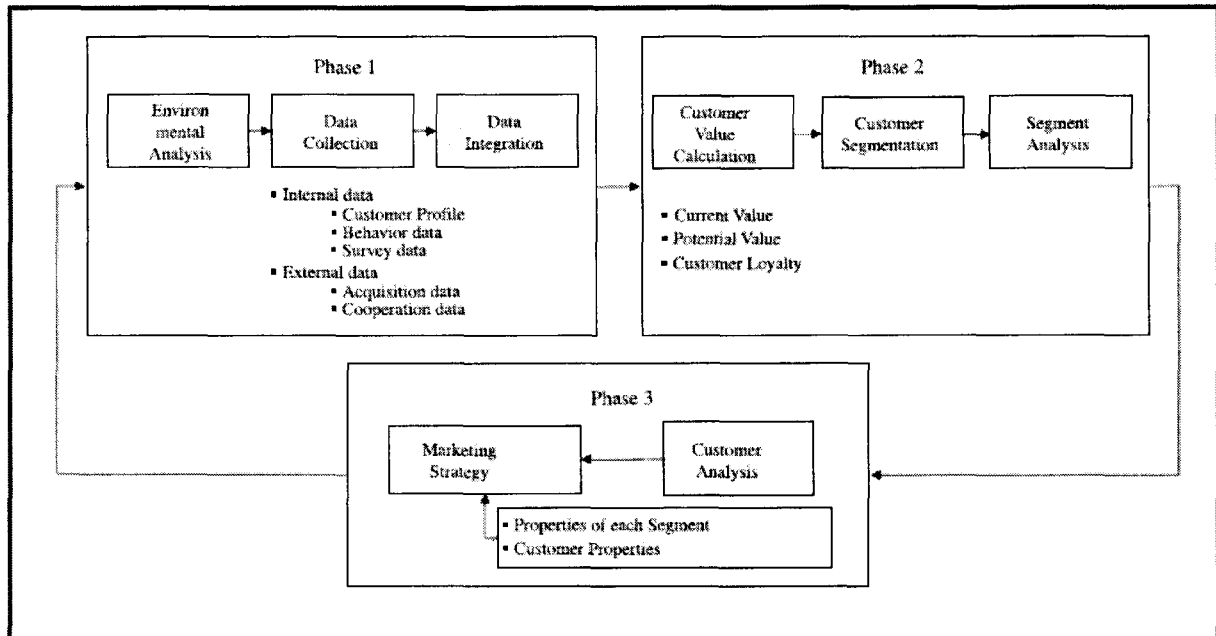 Phase 1
Environ
mental
Analysis
Data
Collection
Data
Integration
▪ Internal data
▪ Customer Profile
▪ Behavior data
▪ Survey data
▪ External data
▪ Acquisition data
▪ Cooperation data
Phase 2
Customer
Value
Calculation
Customer
Segmentation
Segment
Analysis
▪ Current Value
▪ Potential Value
▪ Customer Loyalty
Phase 3
Marketing
Strategy
Customer
Analysis
▪ Properties of each Segment
▪ Customer Properties